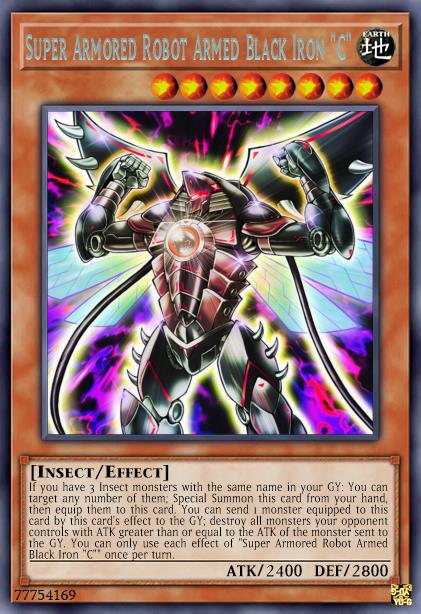 Super Armored Robot Armed Black Iron "C"
EARTH
地
[Insect/Effect]
If you have 3 Insect monsters with the same name in your GY: You can
target any number of them; Special Summon this card from your hand,
then equip them to this card. You can send 1 monster equipped to this
card by this card's effect to the GY; destroy all monsters your opponent
controls with ATK greater than or equal to the ATK of the monster sent to
the GY. You can only use each effect of "Super Armored Robot Armed
Black Iron "C"" once per turn.
ATK/2400 DEF/2800
77754169